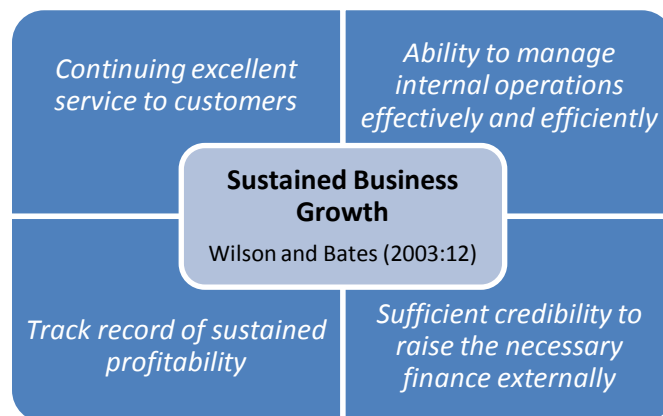 Continuing excellent
service to customers
Ability to manage
internal operations
effectively and efficiently
Sustained Business
Growth
Wilson and Bates (2003:12)
Track record of sustained
profitability
Sufficient credibility to
raise the necessary
finance externally